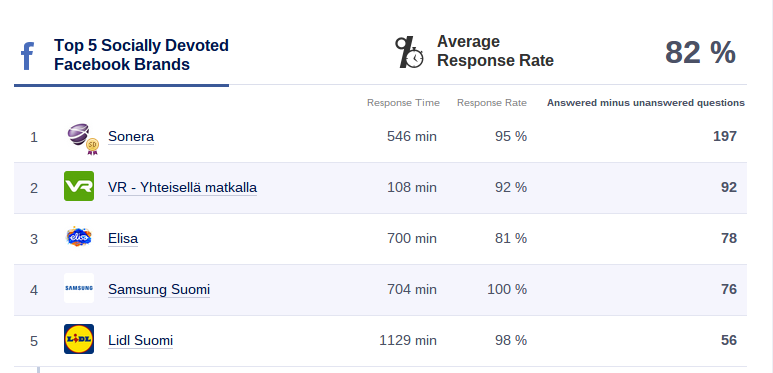 Top 5 Socially Devoted
Facebook Brands
Average
Response Rate
82 %
Response Time Response Rate Answered minus unanswered questions
1 SD Sonera 546 min 95 % 197
2 VR VR - Yhteisellä matkalla 108 min 92 % 92
3 elisa Elisa 700 min 81 % 78
4 SAMSUNG Samsung Suomi 704 min 100 % 76
5 LIDL Lidl Suomi 1129 min 98 % 56